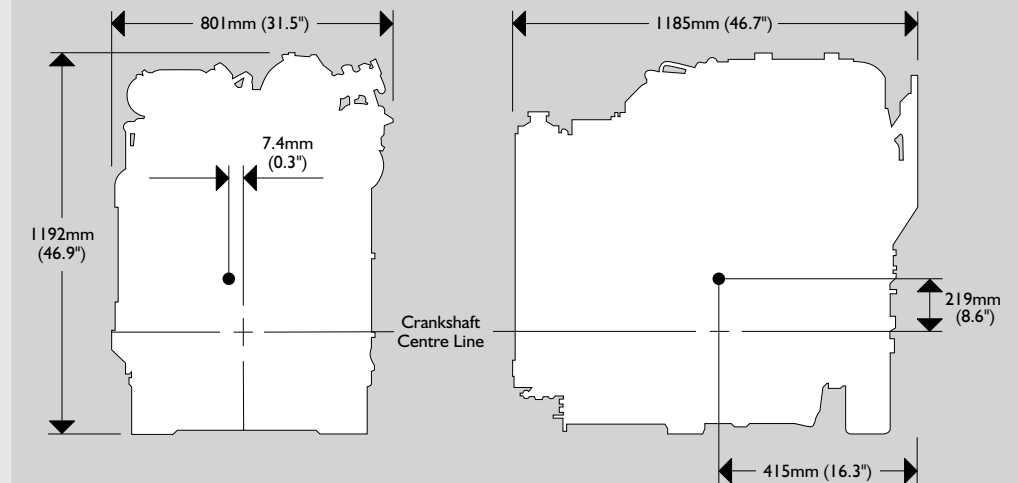 801mm (31.5")
1185mm (46.7")
7.4mm
(0.3")
1192mm
(46.9")
219mm
(8.6")
Crankshaft
Centre Line
415mm (16.3")